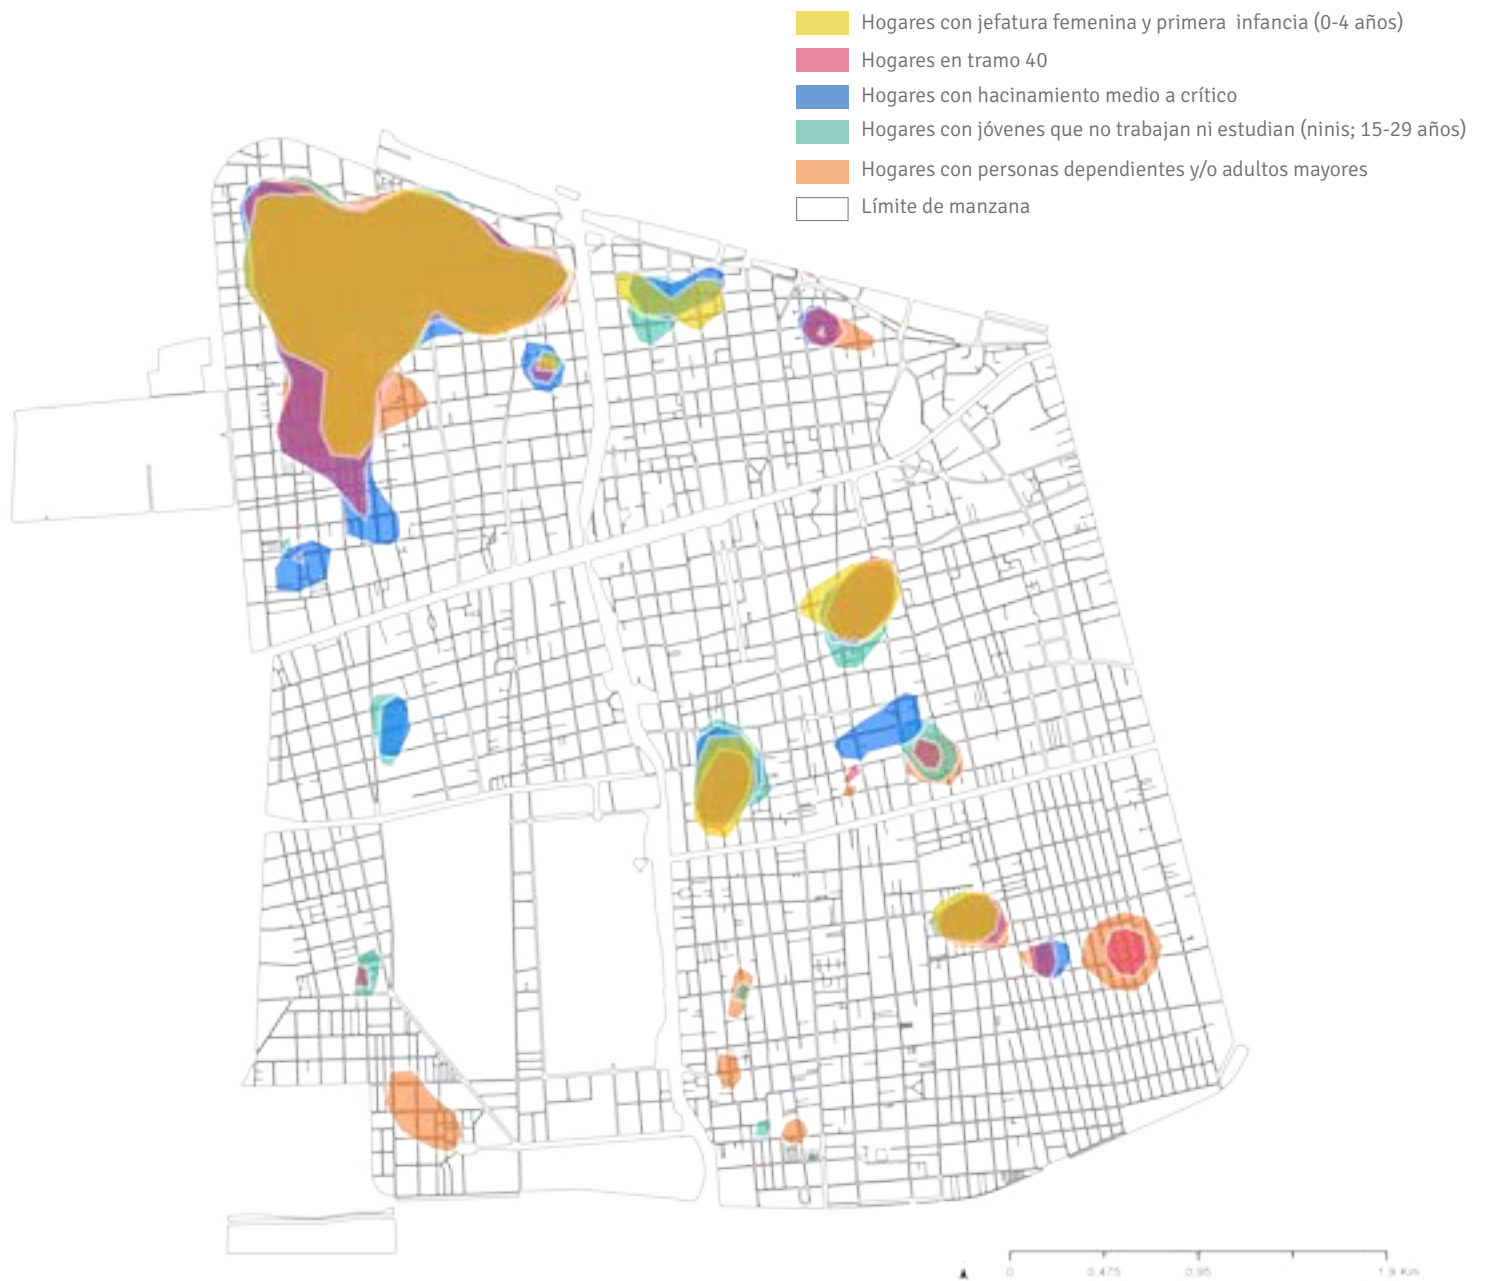 Hogares con jefatura femenina y primera infancia (0-4 años)
Hogares en tramo 40
Hogares con hacinamiento medio a crítico
Hogares con jóvenes que no trabajan ni estudian (ninis; 15-29 años)
Hogares con personas dependientes y/o adultos mayores
Límite de manzana
0 0.475 0.95 1.9 Km